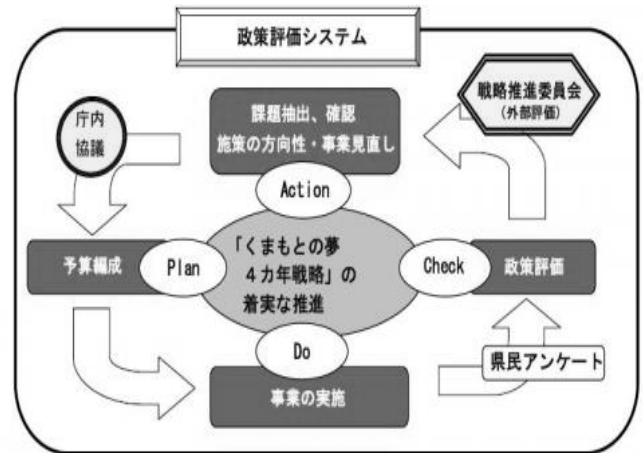 政策評価システム
戦略推進委員会
(外部評価)
庁内
協議
課題抽出、確認
施策の方向性・事業見直し
Action
予算編成
Plan
「くまもとの夢
4カ年戦略」の
着実な推進
Check
政策評価
Do
事業の実施
県民アンケート